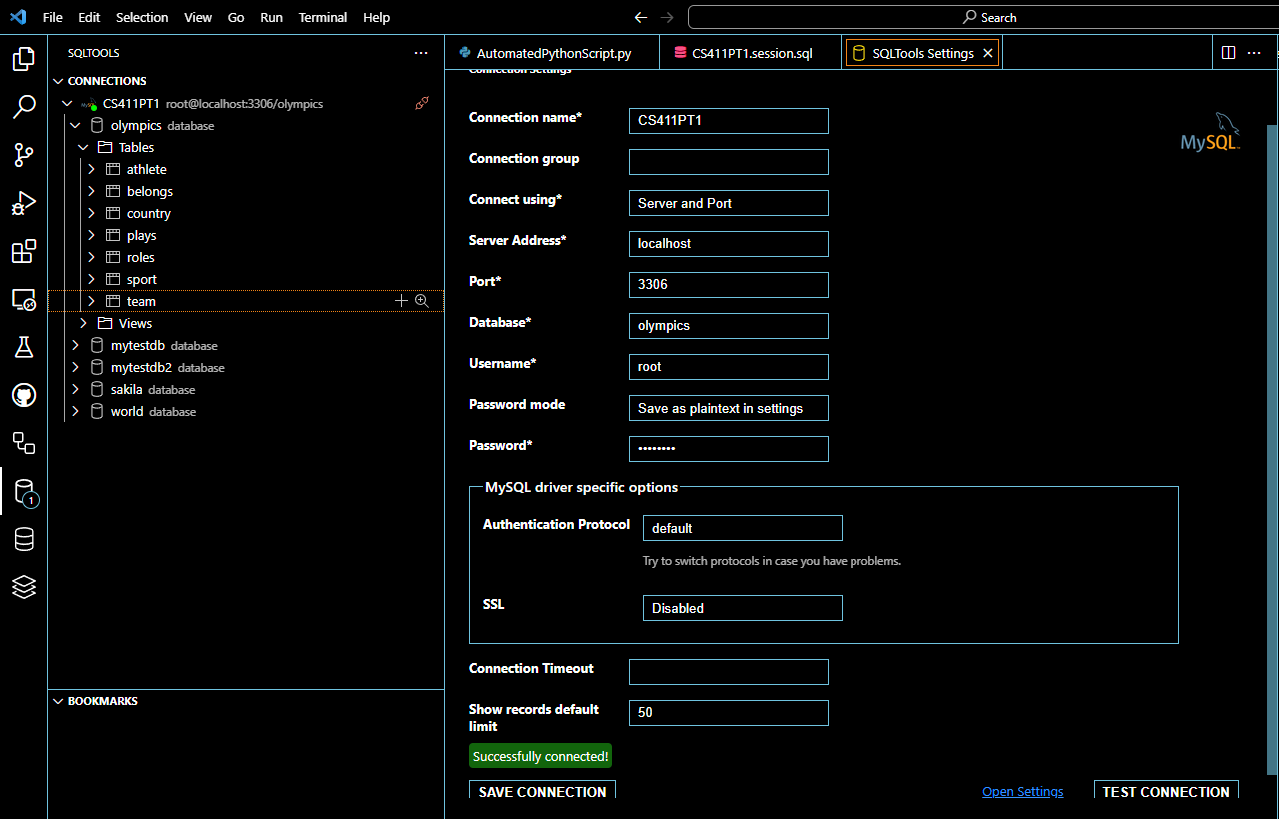 File Edit Selection View Go Run Terminal Help
Search
SQLTOOLS
AutomatedPythonScript.py
CS411PT1.session.sql
SQLTools Settings
CONNECTIONS
CS411PT1 root@localhost:3306/olympics
olympics database
Tables
athlete
belongs
country
plays
roles
sport
team
Views
mytestdb database
mytestdb2 database
sakila database
world database
1
BOOKMARKS
Connection Settings
MySQL
Connection name* CS411PT1
Connection group
Connect using* Server and Port
Server Address* localhost
Port* 3306
Database* olympics
Username* root
Password mode Save as plaintext in settings
Password* ••••••••
MySQL driver specific options
Authentication Protocol default
Try to switch protocols in case you have problems.
SSL Disabled
Connection Timeout
Show records default
limit
50
Successfully connected!
SAVE CONNECTION Open Settings TEST CONNECTION